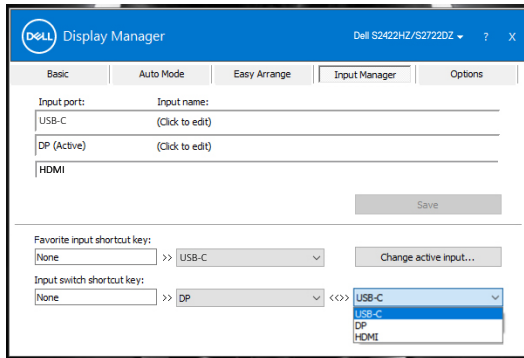 DELL Display Manager Dell S2422HZ/S2722DZ ? X
Basic Auto Mode Easy Arrange Input Manager Options
Input port: Input name:
USB-C (Click to edit)
DP (Active) (Click to edit)
HDMI
Save
Favorite input shortcut key:
None >> USB-C Change active input...
Input switch shortcut key:
None >> DP <<>> USB-C
USB-C
DP
HDMI